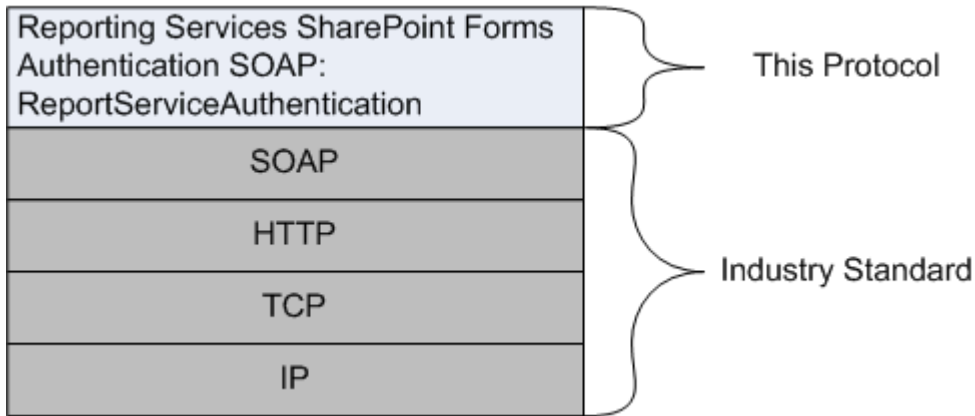 Reporting Services SharePoint Forms
Authentication SOAP:
ReportServiceAuthentication
This Protocol
SOAP
HTTP
TCP
IP
Industry Standard